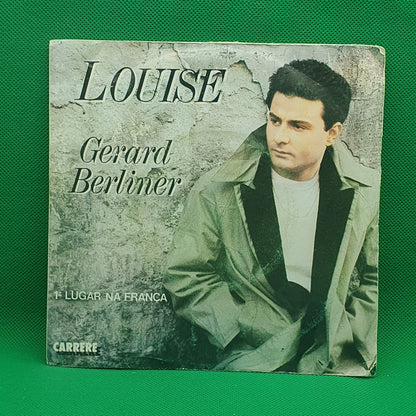 LOUISE
Gerard
Berliner
1º LUGAR NA FRANÇA
CARRERE